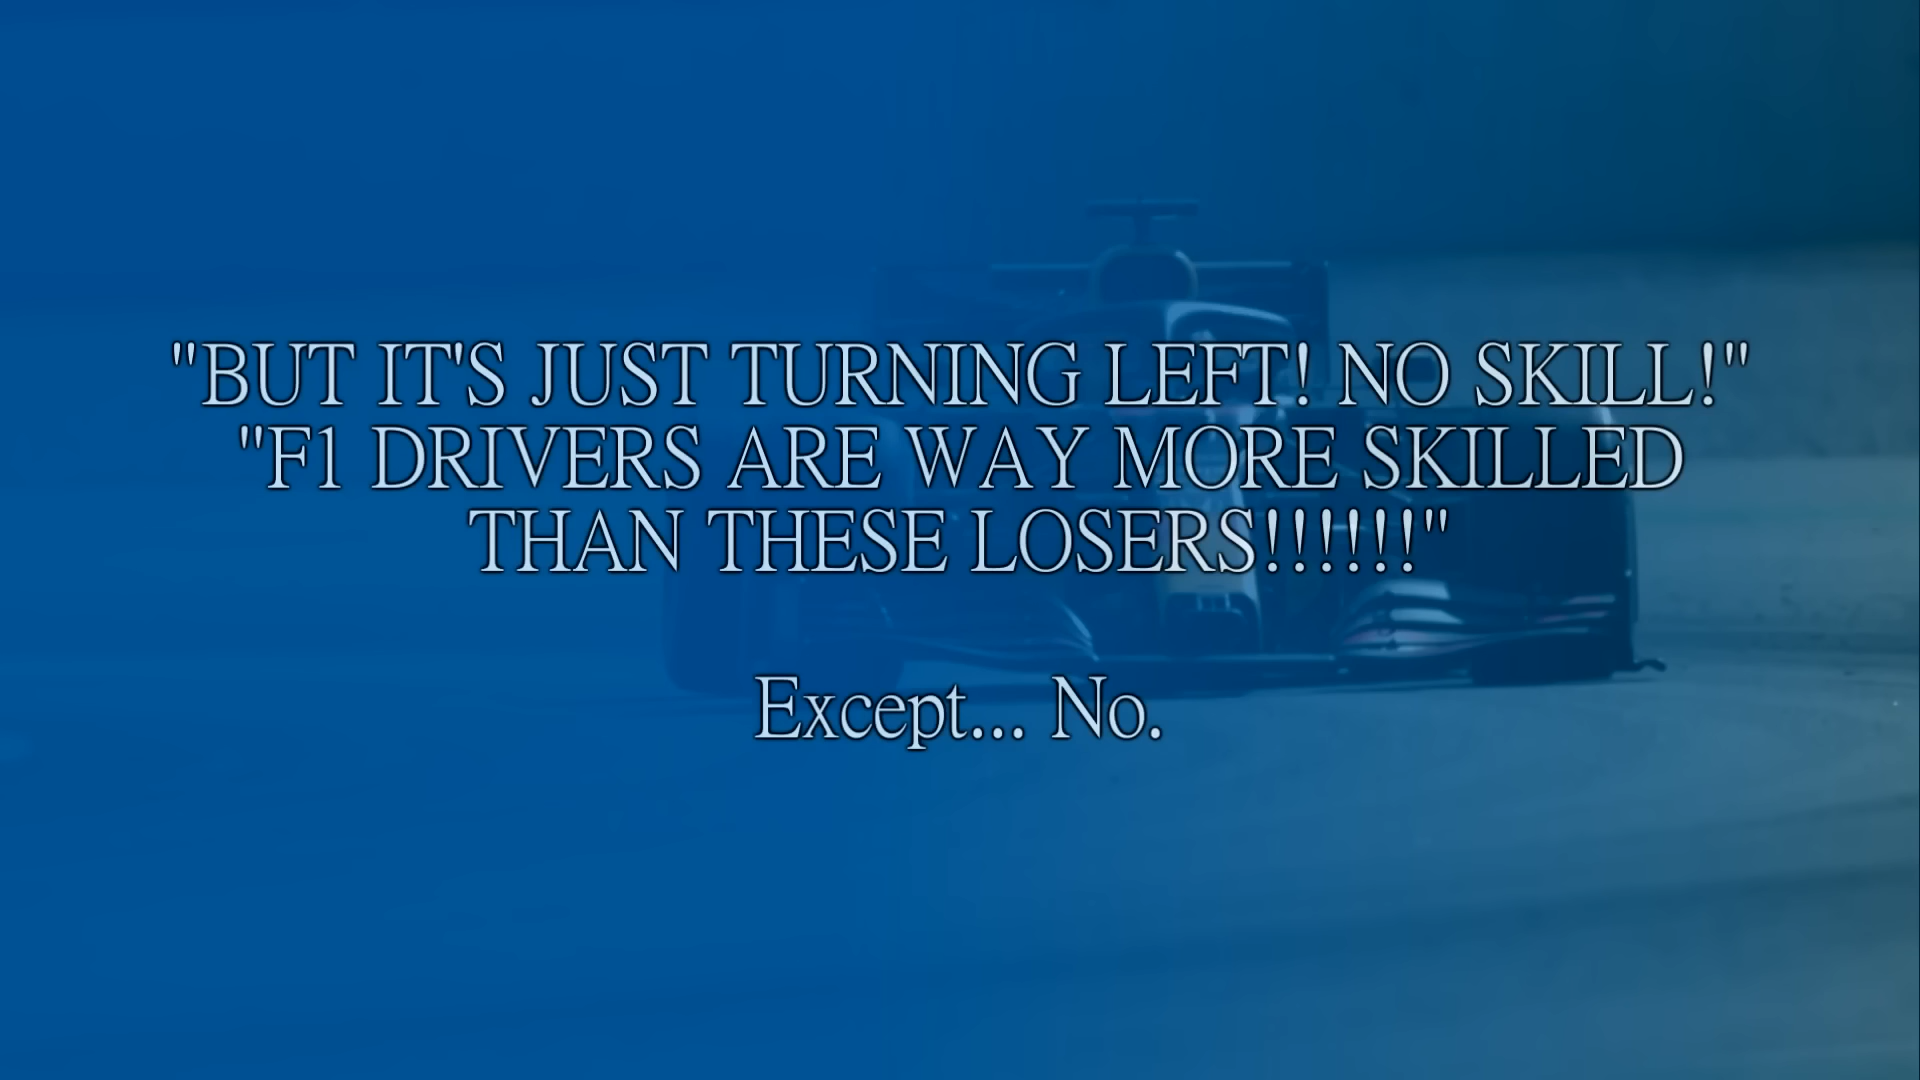 "BUT IT'S JUST TURNING LEFT! NO SKILL!"
"F1 DRIVERS ARE WAY MORE SKILLED
THAN THESE LOSERS!!!!!!"
Except... No.